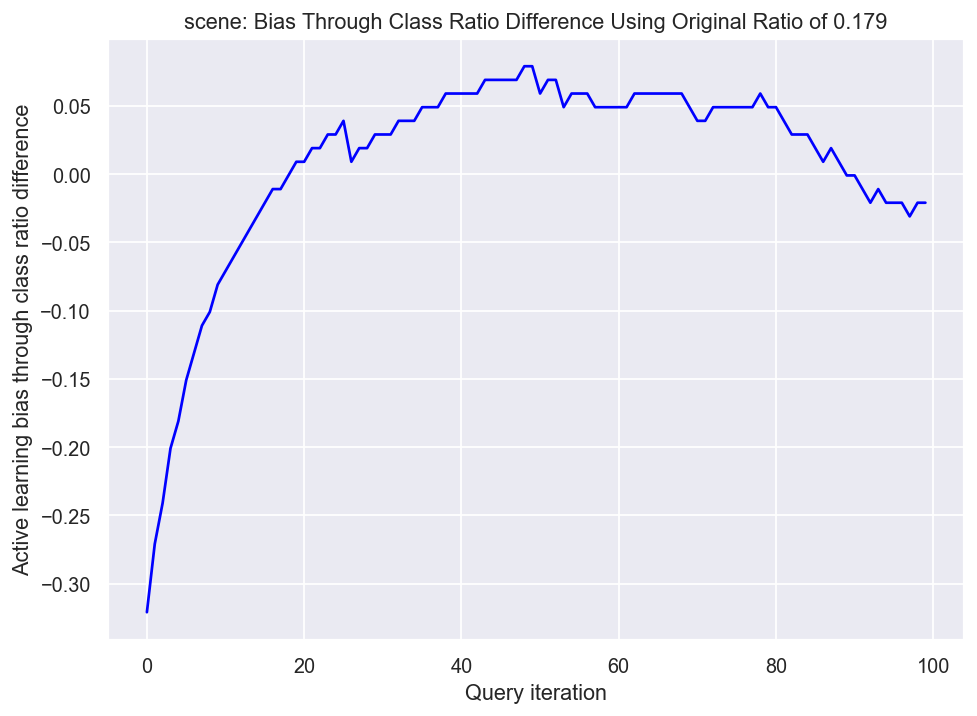 scene: Bias Through Class Ratio Difference Using Original Ratio of 0.179
Active learning bias through class ratio difference
0.05
0.00
−0.05
−0.10
−0.15
−0.20
−0.25
−0.30
0 20 40 60 80 100
Query iteration